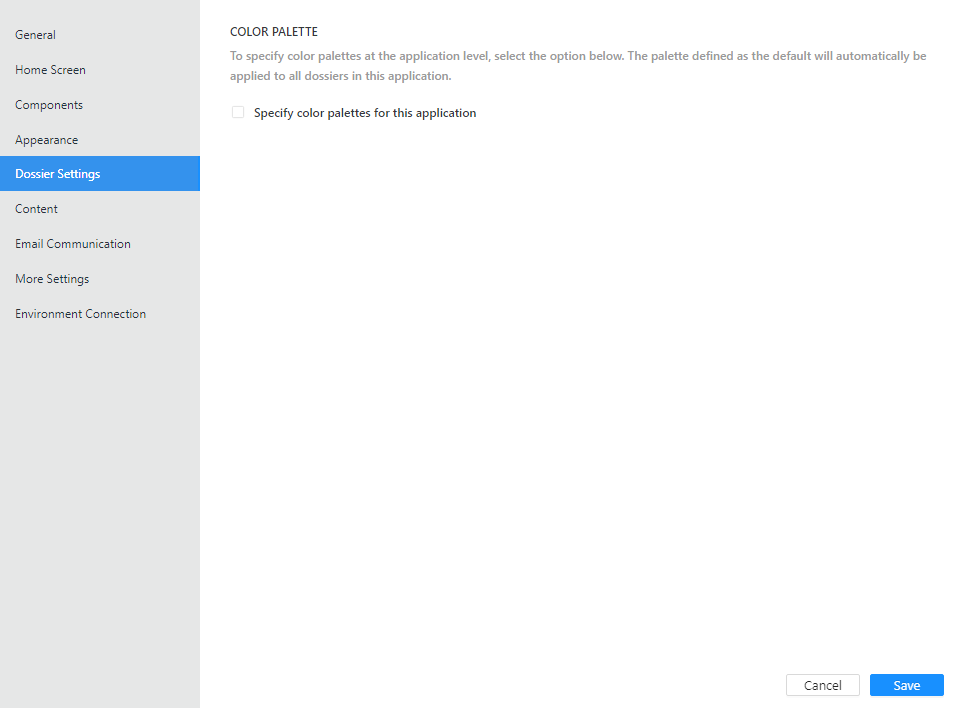 General
Home Screen
Components
Appearance
Dossier Settings
Content
Email Communication
More Settings
Environment Connection
COLOR PALETTE
To specify color palettes at the application level, select the option below. The palette defined as the default will automatically be
applied to all dossiers in this application.
Specify color palettes for this application
Cancel
Save